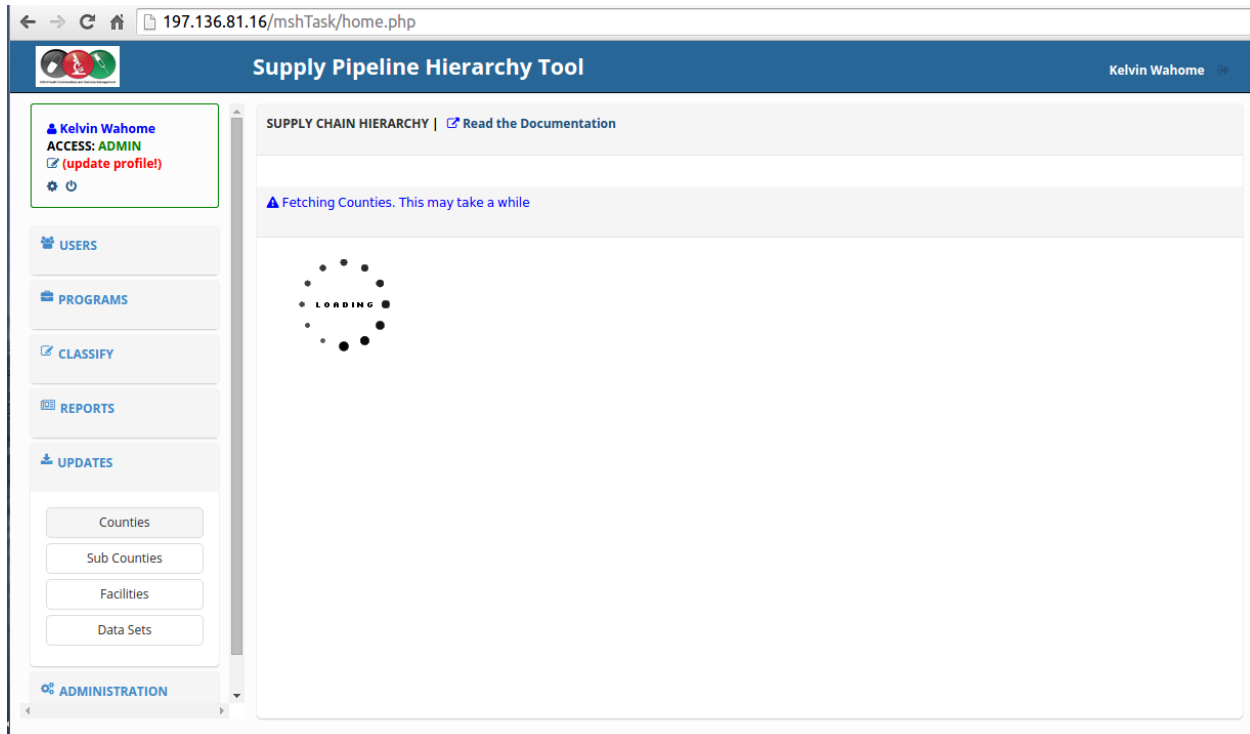 197.136.81.16/mshTask/home.php
Supply Pipeline Hierarchy Tool
Kelvin Wahome
Kelvin Wahome
ACCESS: ADMIN
(update profile!)
USERS
PROGRAMS
CLASSIFY
REPORTS
UPDATES
Counties
Sub Counties
Facilities
Data Sets
ADMINISTRATION
SUPPLY CHAIN HIERARCHY | Read the Documentation
Fetching Counties. This may take a while
LOADING